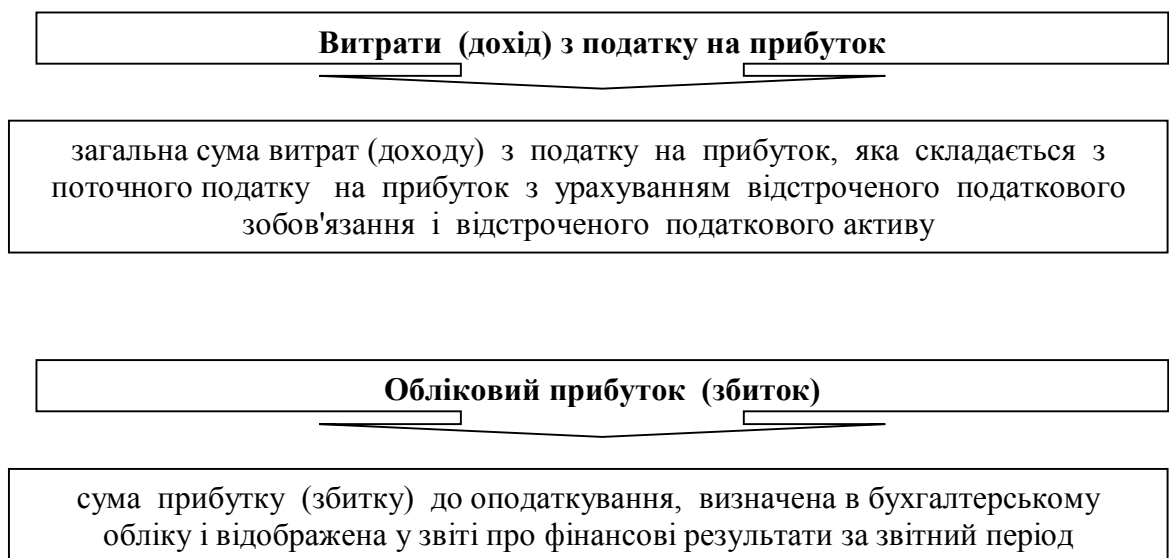 Витрати (дохід) з податку на прибуток
загальна сума витрат (доходу) з податку на прибуток, яка складається з
поточного податку на прибуток з урахуванням відстроченого податкового
зобов'язання і відстроченого податкового активу
Обліковий прибуток (збиток)
сума прибутку (збитку) до оподаткування, визначена в бухгалтерському
обліку і відображена у звіті про фінансові результати за звітний період